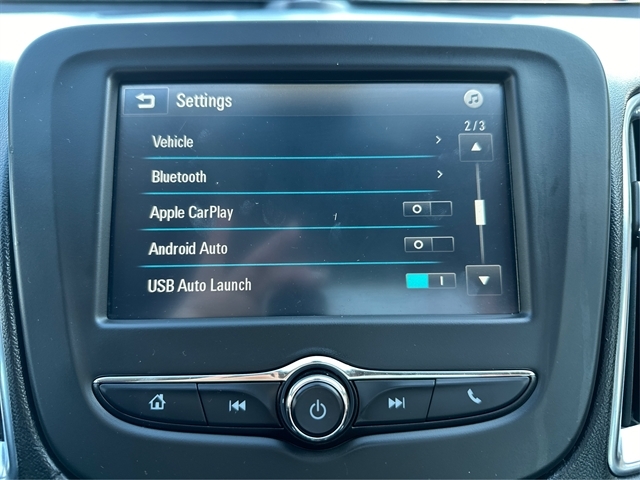 Settings
2/3
Vehicle
Bluetooth
Apple CarPlay
Android Auto
USB Auto Launch